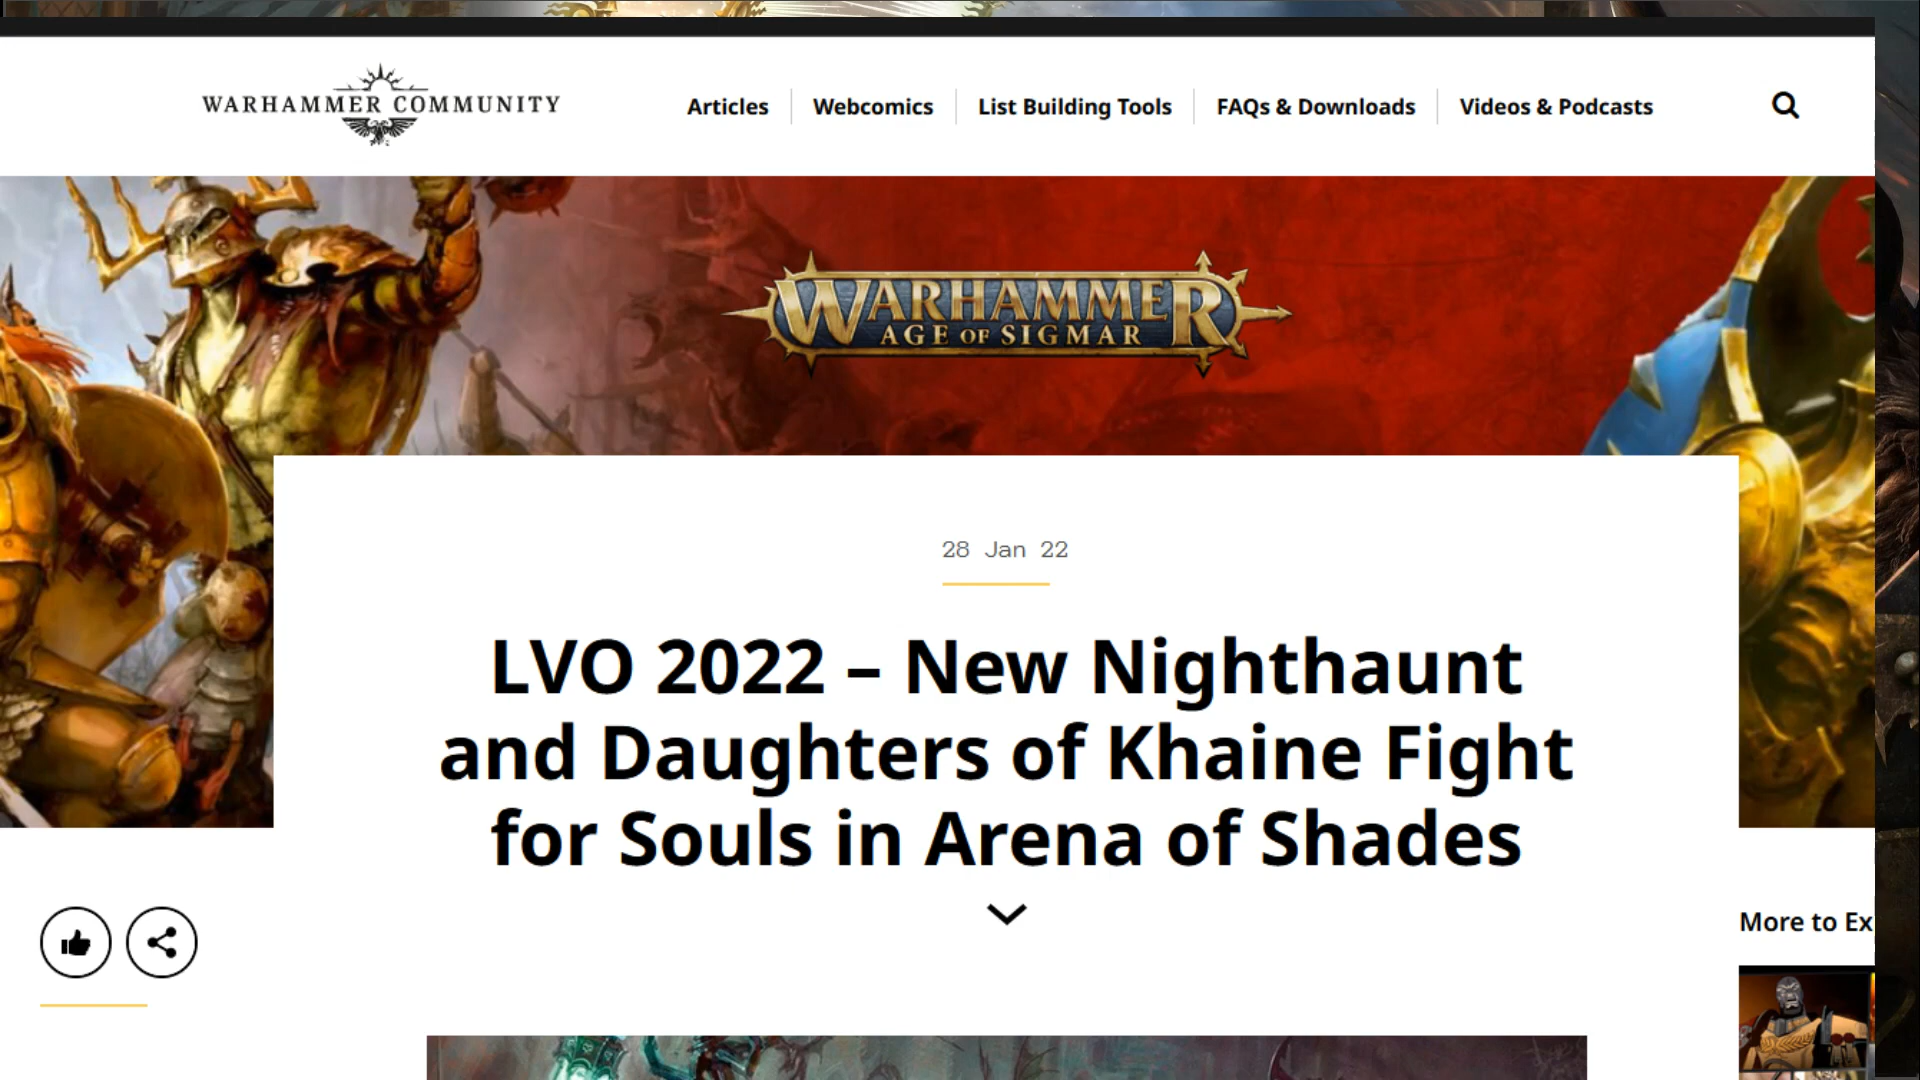 WARHAMMER COMMUNITY
Articles
Webcomics
List Building Tools
FAQs & Downloads
Videos & Podcasts
WARHAMMER
AGE OF SIGMAR
28 Jan 22
LVO 2022 – New Nighthaunt
and Daughters of Khaine Fight
for Souls in Arena of Shades
More to Ex